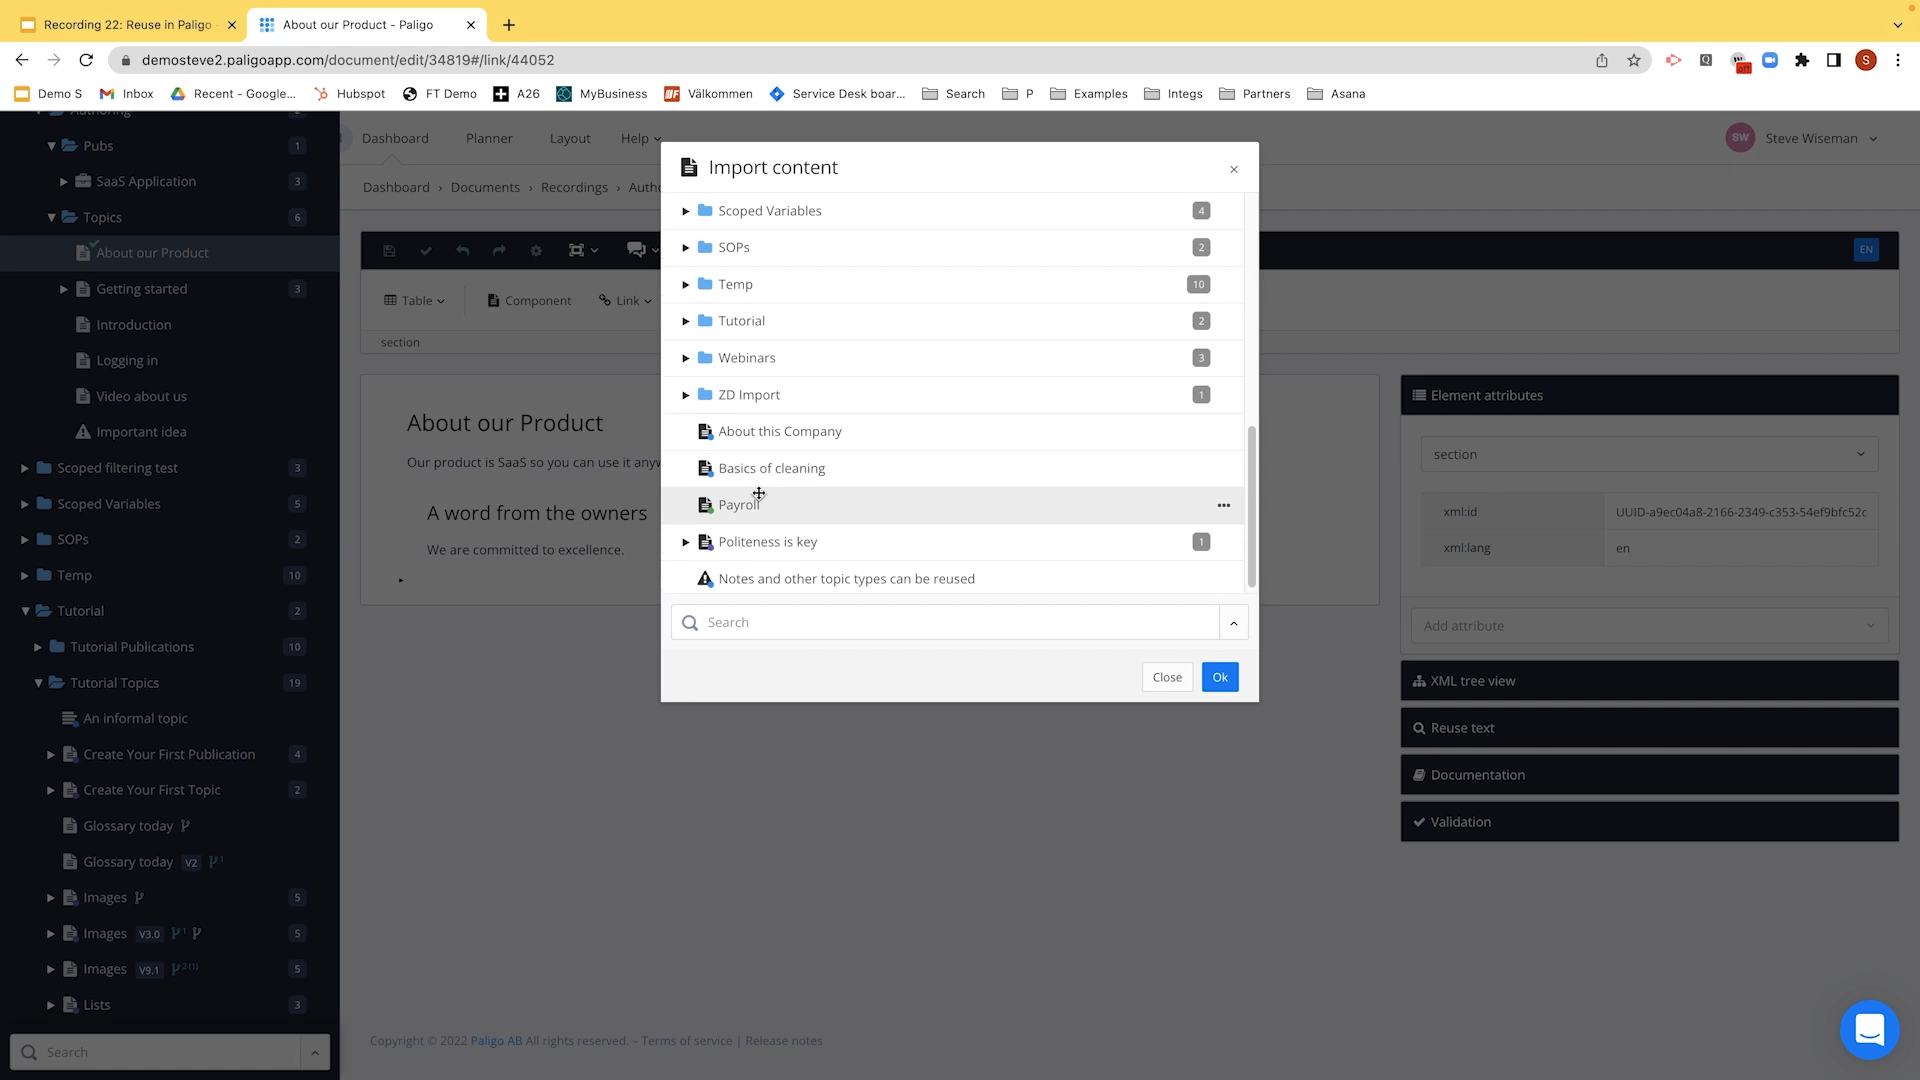 Recording 22: Reuse in Paligo
About our Product - Paligo
demosteve2.paligoapp.com/document/edit/34819#/link/44052
S
Demo S
Inbox
Recent - Google...
Hubspot
FT Demo
A26
MyBusiness
Välkommen
Service Desk boar...
Search
P
Examples
Integs
Partners
Asana
Authoring
Pubs 1
SaaS Application 3
Topics 6
About our Product
Getting started 3
Introduction
Logging in
Video about us
Important idea
Scoped filtering test 3
Scoped Variables 5
SOPs 2
Temp 10
Tutorial 2
Tutorial Publications 10
Tutorial Topics 19
An informal topic
Create Your First Publication 4
Create Your First Topic 2
Glossary today
Glossary today V2 1
Images 5
Images V3.0 1 5
Images V9.1 2 (1) 5
Lists 3
Search
Dashboard
Planner
Layout
Help
SW Steve Wiseman
Dashboard › Documents › Recordings › Autho
EN
Table
Component
Link
section
About our Product
Our product is SaaS so you can use it anyw
A word from the owners
We are committed to excellence.
Import content
×
Scoped Variables 4
SOPs 2
Temp 10
Tutorial 2
Webinars 3
ZD Import 1
About this Company
Basics of cleaning
Payroll
Politeness is key 1
Notes and other topic types can be reused
Search
Close
Ok
Element attributes
section
xml:id UUID-a9ec04a8-2166-2349-c353-54ef9bfc52c
xml:lang en
Add attribute
XML tree view
Reuse text
Documentation
Validation
Copyright © 2022 Paligo AB All rights reserved. – Terms of service | Release notes